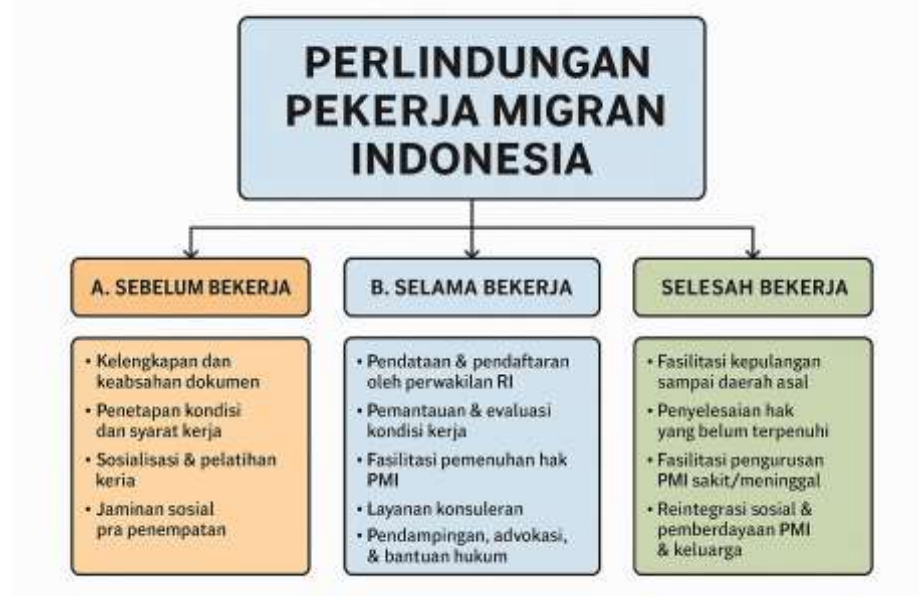 PERLINDUNGAN
PEKERJA MIGRAN
INDONESIA
A. SEBELUM BEKERJA
• Kelengkapan dan
keabsahan dokumen
• Penetapan kondisi
dan syarat kerja
• Sosialisasi & pelatihan
keria
• Jaminan sosial
pra penempatan
B. SELAMA BEKERJA
• Pendataan & pendaftaran
oleh perwakilan RI
• Pemantauan & evaluasi
kondisi kerja
• Fasilitasi pemenuhan hak
PMI
• Layanan konsuleran
• Pendampingan, advokasi,
& bantuan hukum
SELESAH BEKERJA
• Fasilitasi kepulangan
sampai daerah asal
• Penyelesaian hak
yang belum terpenuhi
• Fasilitasi pengurusan
PMI sakit/meninggal
• Reintegrasi sosial &
pemberdayaan PMI
& keluarga